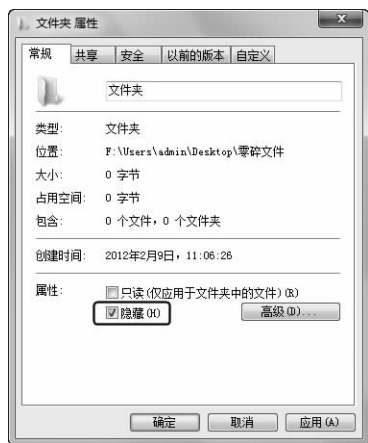 文件夹 属性
常规 共享 安全 以前的版本 自定义
文件夹
类型: 文件夹
位置: F:\Users\admin\Desktop\零碎文件
大小: 0 字节
占用空间: 0 字节
包含: 0 个文件，0 个文件夹
创建时间: 2012年2月9日，11:06:26
属性: 只读(仅应用于文件夹中的文件)(R)
隐藏(H) 高级(D)...
确定 取消 应用(A)